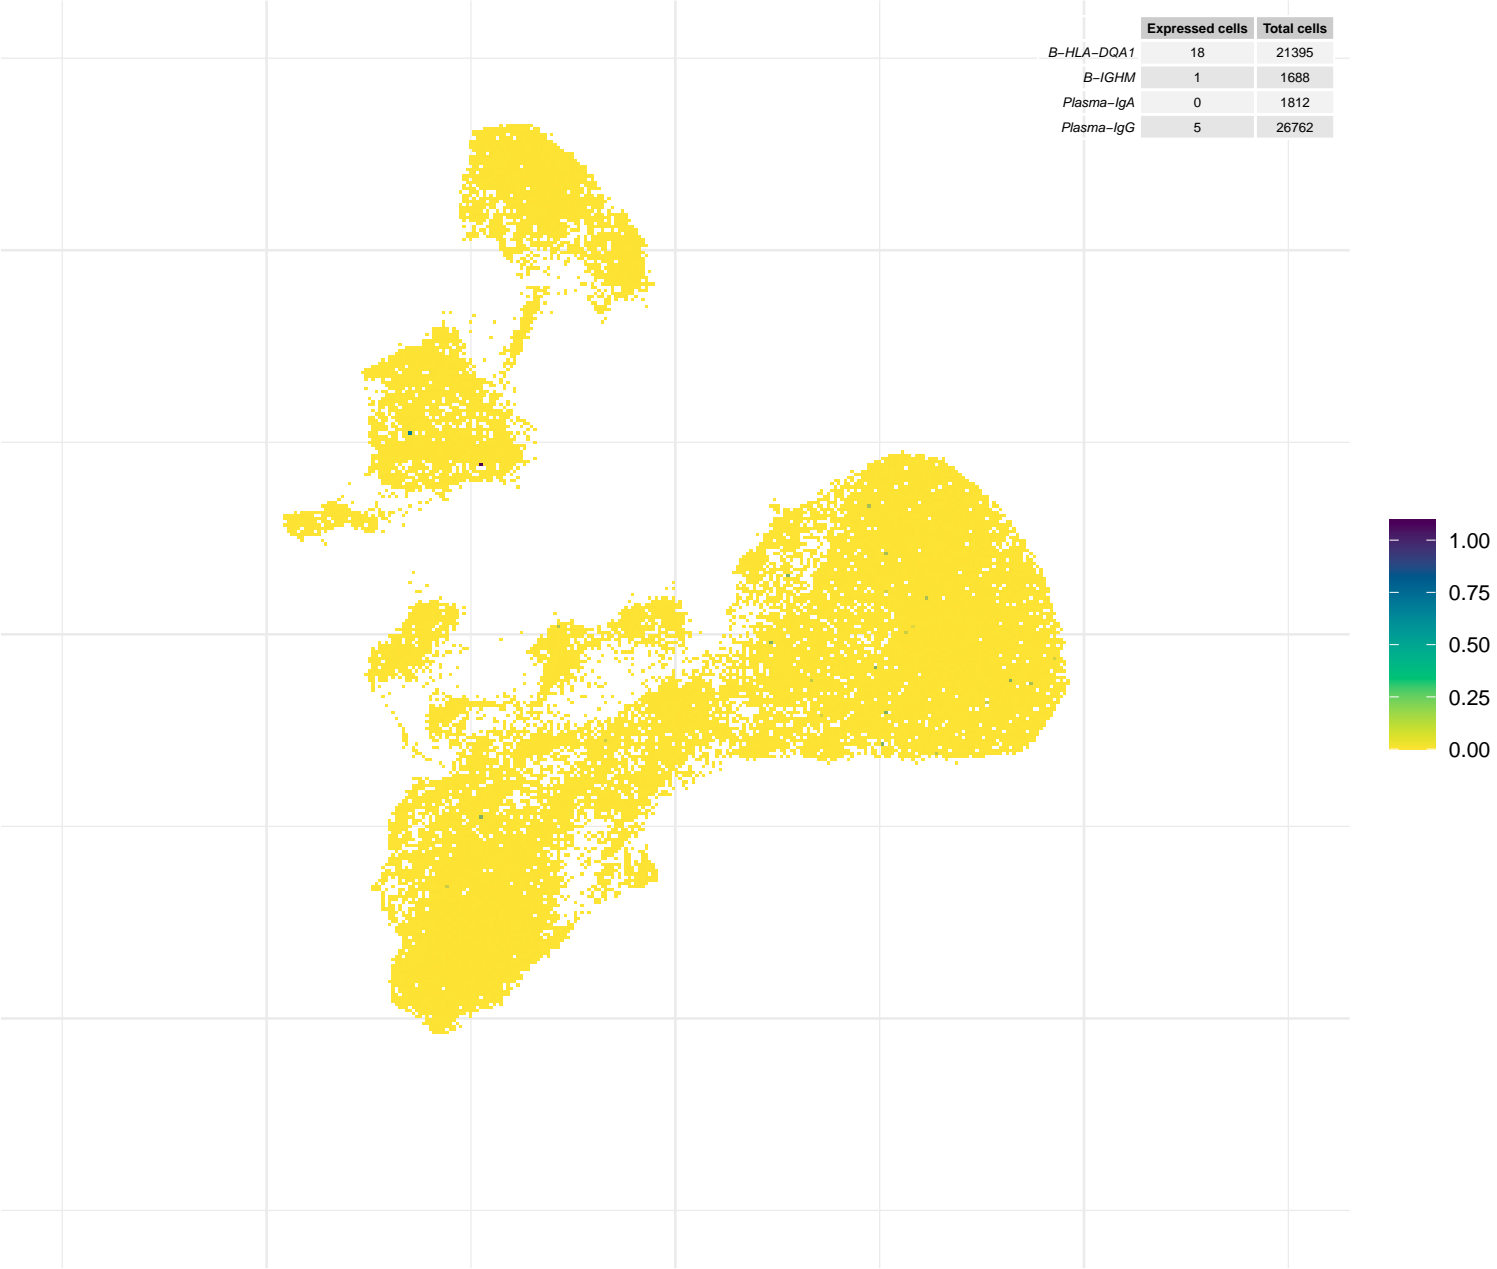 Expressed cells Total cells
B−HLA−DQA1 18 21395
B−IGHM 1 1688
Plasma−IgA 0 1812
Plasma−IgG 5 26762
1.00
0.75
0.50
0.25
0.00